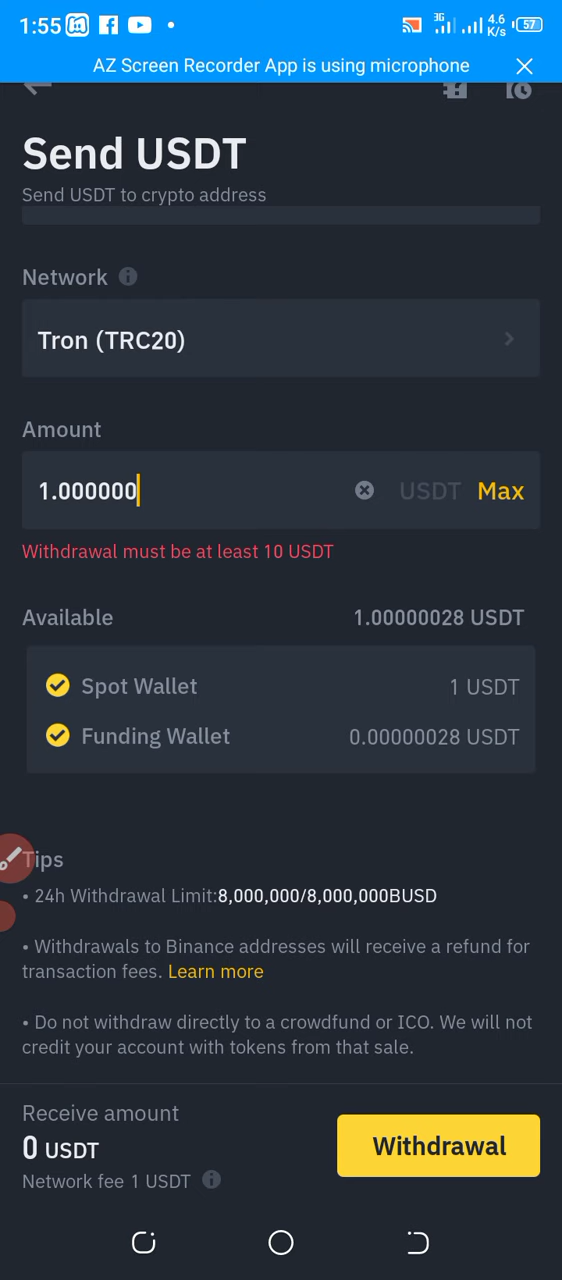 1:55
3G
4.6
K/s
57
AZ Screen Recorder App is using microphone
Send USDT
Send USDT to crypto address
Network
Tron (TRC20)
Amount
1.000000 USDT Max
Withdrawal must be at least 10 USDT
Available 1.00000028 USDT
Spot Wallet 1 USDT
Funding Wallet 0.00000028 USDT
Tips
• 24h Withdrawal Limit:8,000,000/8,000,000BUSD
• Withdrawals to Binance addresses will receive a refund for
transaction fees. Learn more
• Do not withdraw directly to a crowdfund or ICO. We will not
credit your account with tokens from that sale.
Receive amount
0 USDT
Network fee 1 USDT
Withdrawal